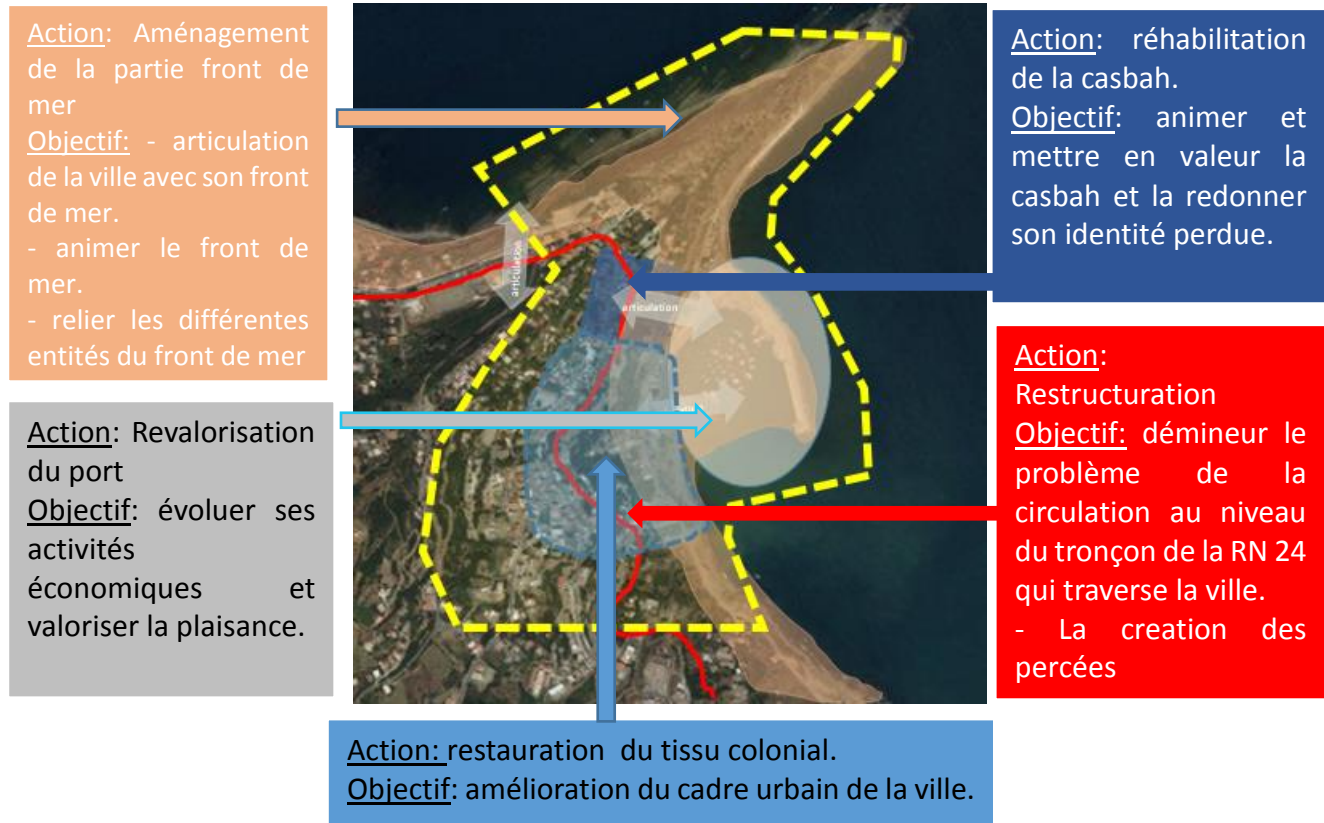 Action: Aménagement
de la partie front de
mer
Objectif: - articulation
de la ville avec son front
de mer.
- animer le front de
mer.
- relier les différentes
entités du front de mer
Action: Revalorisation
du port
Objectif: évoluer ses
activités
économiques et
valoriser la plaisance.
articulation
articulation
Action: réhabilitation
de la casbah.
Objectif: animer et
mettre en valeur la
casbah et la redonner
son identité perdue.
Action:
Restructuration
Objectif: démineur le
problème de la
circulation au niveau
du tronçon de la RN 24
qui traverse la ville.
- La creation des
percées
Action: restauration du tissu colonial.
Objectif: amélioration du cadre urbain de la ville.